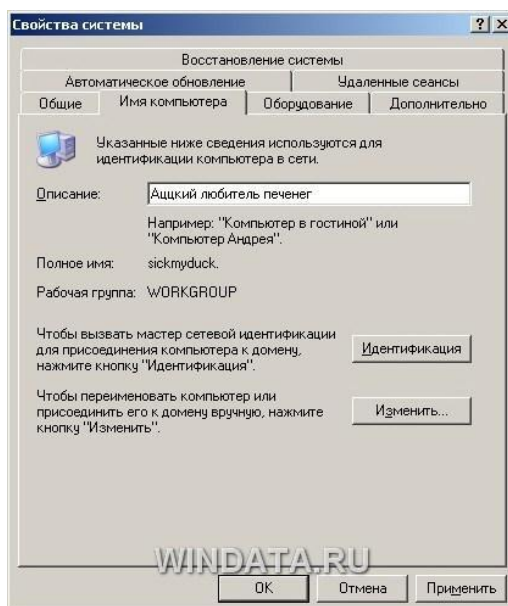 Свойства системы
Восстановление системы
Автоматическое обновление Удаленные сеансы
Общие Имя компьютера Оборудование Дополнительно
Указанные ниже сведения используются для
идентификации компьютера в сети.
Описание: Аццкий любитель печенег
Например: "Компьютер в гостиной" или
"Компьютер Андрея".
Полное имя: sickmyduck.
Рабочая группа: WORKGROUP
Чтобы вызвать мастер сетевой идентификации
для присоединения компьютера к домену,
нажмите кнопку "Идентификация".
Идентификация
Чтобы переименовать компьютер или
присоединить его к домену вручную, нажмите
кнопку "Изменить".
Изменить...
WINDATA.RU
OK Отмена Применить